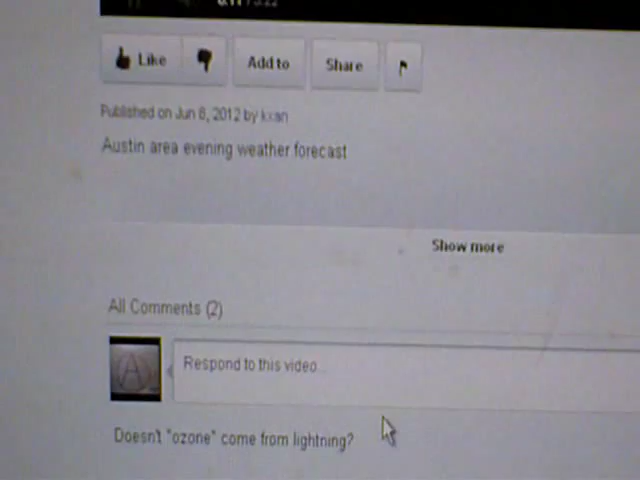 Like Add to Share
Published on Jun 6, 2012 by kxan
Austin area evening weather forecast
Show more
All Comments (2)
A
Respond to this video...
Doesn't "ozone" come from lightning?